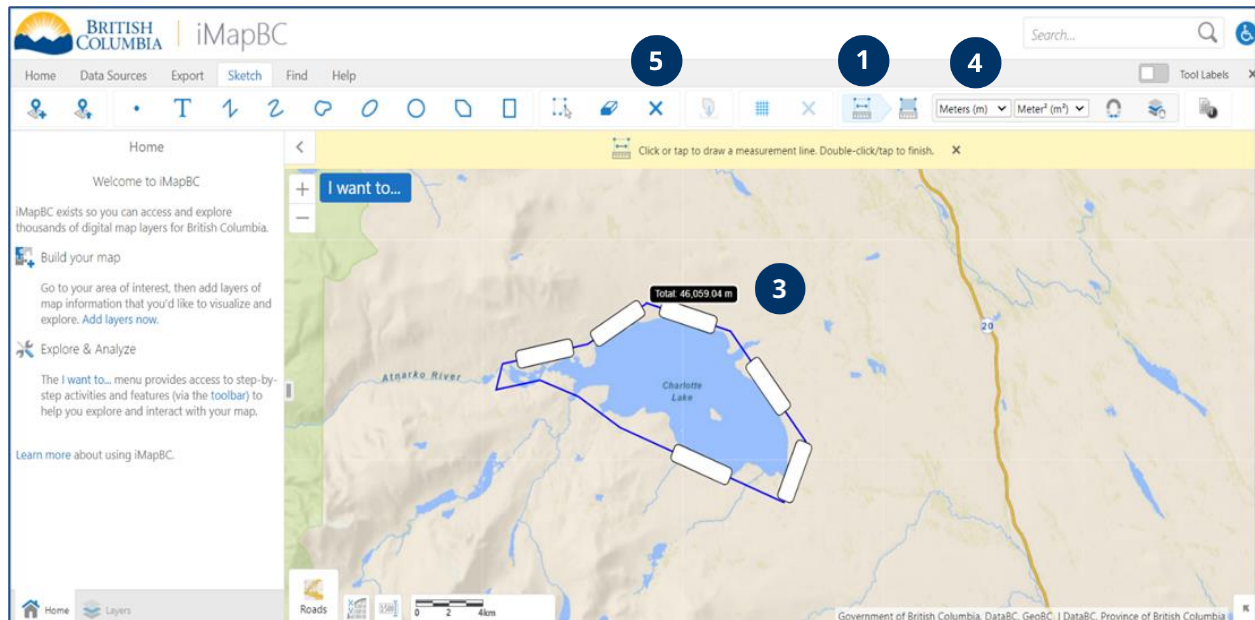 BRITISH
COLUMBIA
iMapBC
Search...
Home Data Sources Export Sketch Find Help
5
1
4
Tool Labels
T
Meters (m)
Meter² (m²)
Home
Click or tap to draw a measurement line. Double-click/tap to finish.
Welcome to iMapBC
iMapBC exists so you can access and explore
thousands of digital map layers for British Columbia.
Build your map
Go to your area of interest, then add layers of
map information that you'd like to visualize and
explore. Add layers now.
Explore & Analyze
The I want to... menu provides access to step-by-
step activities and features (via the toolbar) to
help you explore and interact with your map.
Learn more about using iMapBC.
I want to...
Total: 46,059.04 m
3
20
Atnarko River
Charlotte
Lake
Home Layers
Roads
0 2 4km
Government of British Columbia, DataBC, GeoBC | DataBC, Province of British Columbia